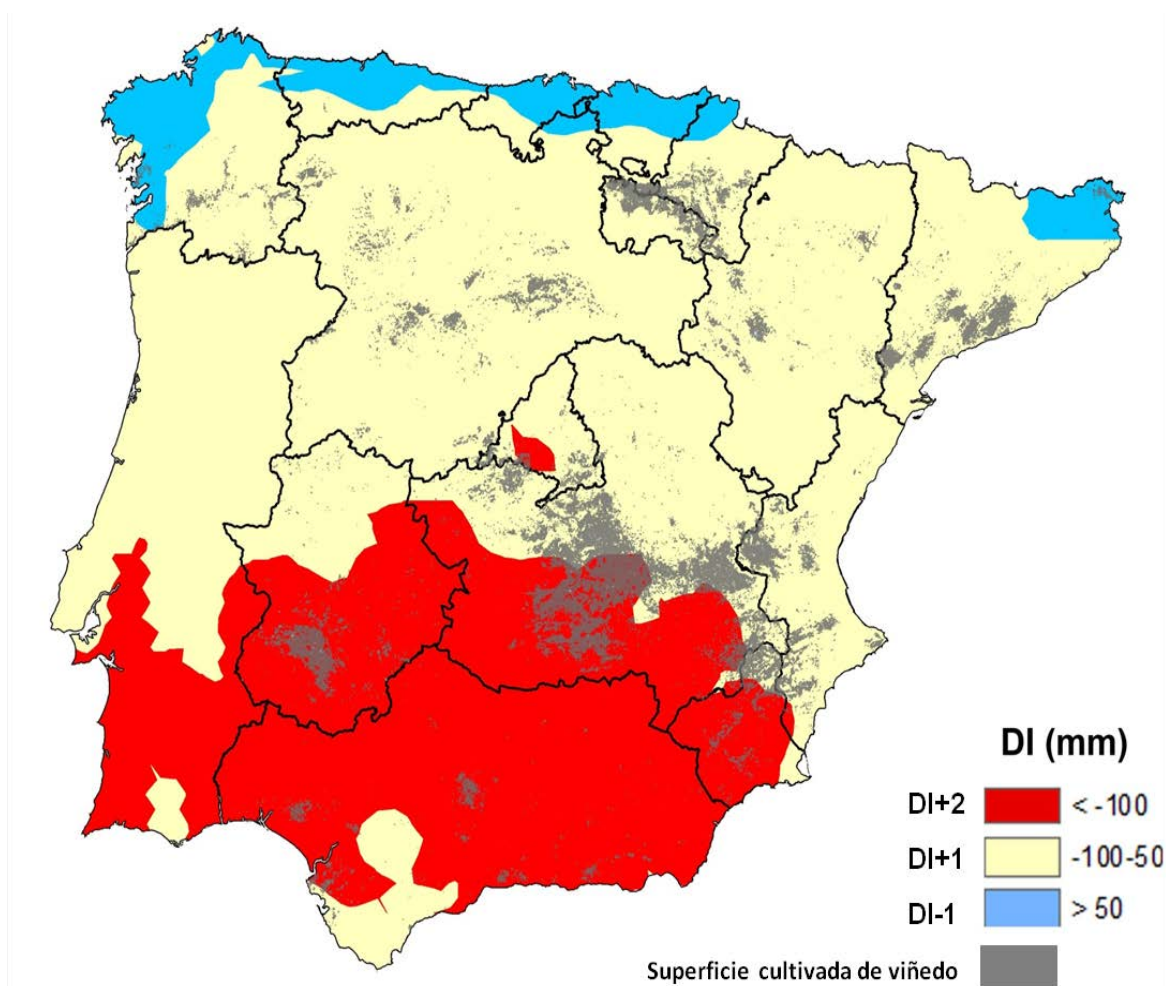 DI (mm)
DI+2 < -100
DI+1 -100-50
DI-1 > 50
Superficie cultivada de viñedo